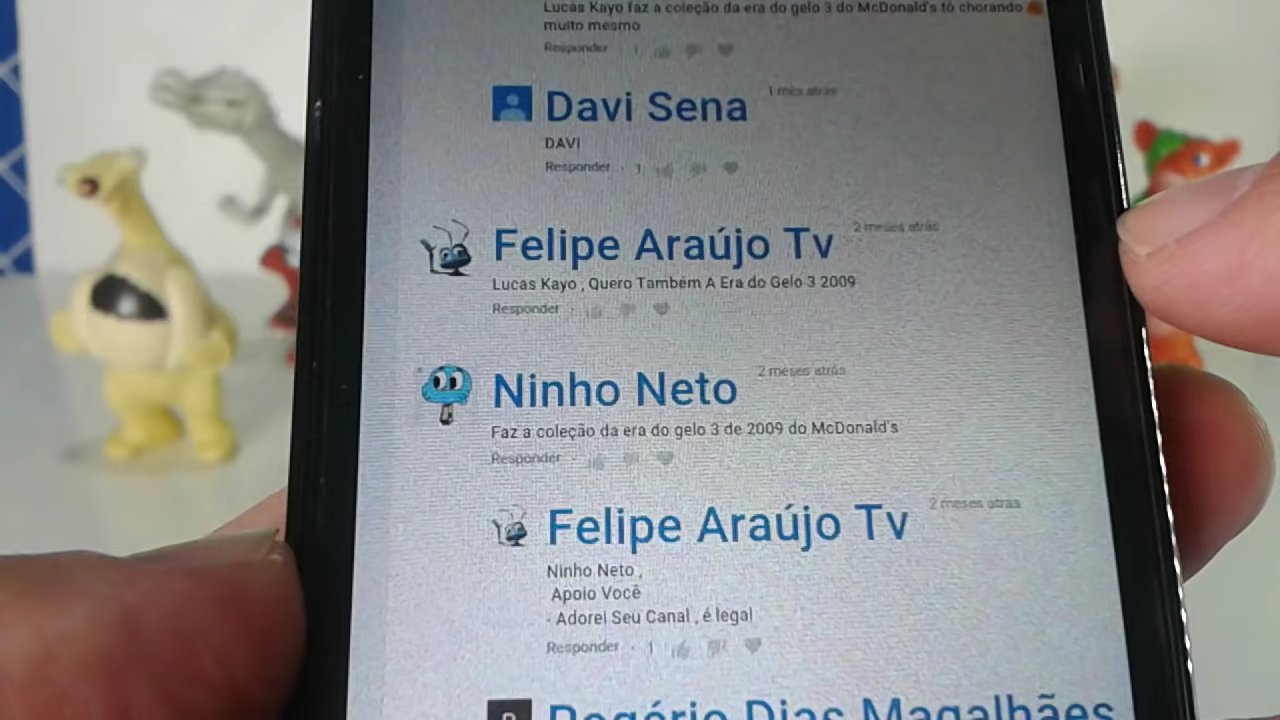 Lucas Kayo faz a coleção da era do gelo 3 do McDonald's tô chorando
muito mesmo
Responder 1
Davi Sena 1 mês atrás
DAVI
Responder · 1
Felipe Araújo Tv 2 meses atrás
Lucas Kayo , Quero Também A Era do Gelo 3 2009
Responder ·
Ninho Neto 2 meses atrás
Faz a coleção da era do gelo 3 de 2009 do McDonald's
Responder ·
Felipe Araújo Tv 2 meses atrás
Ninho Neto ,
Apoio Você
- Adorei Seu Canal , é legal
Responder · 1
Rogério Dias Magalhães